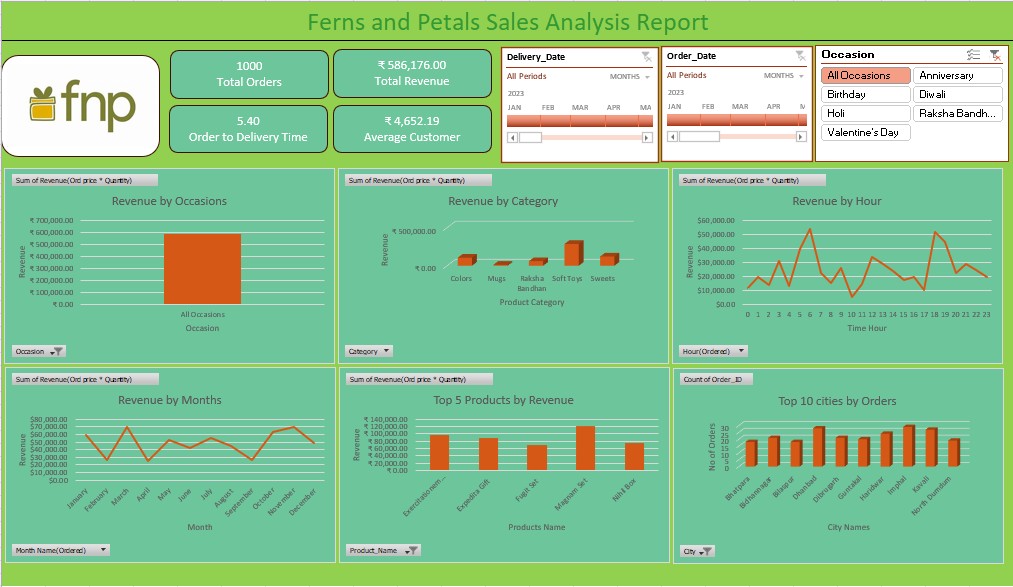 Ferns and Petals Sales Analysis Report
fnp
1000
Total Orders
₹ 586,176.00
Total Revenue
5.40
Order to Delivery Time
₹ 4,652.19
Average Customer
Delivery_Date
All Periods MONTHS
2023
JAN FEB MAR APR MA
Order_Date
All Periods MONTHS
2023
JAN FEB MAR APR M
Occasion
All Occasions Anniversary
Birthday Diwali
Holi Raksha Bandh...
Valentine's Day
Sum of Revenue(Ord price * Quantity)
Revenue by Occasions
₹ 700,000.00
₹ 600,000.00
₹ 500,000.00
₹ 400,000.00
₹ 300,000.00
₹ 200,000.00
₹ 100,000.00
₹ 0.00
Revenue
All Occasions
Occasion
Occasion
Sum of Revenue(Ord price * Quantity)
Revenue by Category
₹ 500,000.00
₹ 0.00
Revenue
Colors Mugs Raksha Bandhan Soft Toys Sweets
Product Category
Category
Sum of Revenue(Ord price * Quantity)
Revenue by Hour
$60,000.00
$50,000.00
$40,000.00
$30,000.00
$20,000.00
$10,000.00
$0.00
Revenue
0 1 2 3 4 5 6 7 8 9 10 11 12 13 14 15 16 17 18 19 20 21 22 23
Time Hour
Hour(Ordered)
Sum of Revenue(Ord price * Quantity)
Revenue by Months
$80,000.00
$70,000.00
$60,000.00
$50,000.00
$40,000.00
$30,000.00
$20,000.00
$10,000.00
$0.00
Revenue
January February March April May June July August September October November December
Month
Month Name(Ordered)
Sum of Revenue(Ord price * Quantity)
Top 5 Products by Revenue
₹ 140,000.00
₹ 120,000.00
₹ 100,000.00
₹ 80,000.00
₹ 60,000.00
₹ 40,000.00
₹ 20,000.00
₹ 0.00
Revenue
Expedita Gift Fugit Set Magnam Set Nihil Box
Products Name
Product_Name
Count of Order_ID
Top 10 cities by Orders
30
25
20
15
10
5
0
No of Orders
Bhatpara Bidhannagar Bilaspur Dhanbad Dibrugarh Guntakal Haridwar Imphal Kavali North Dumdum
City Names
City